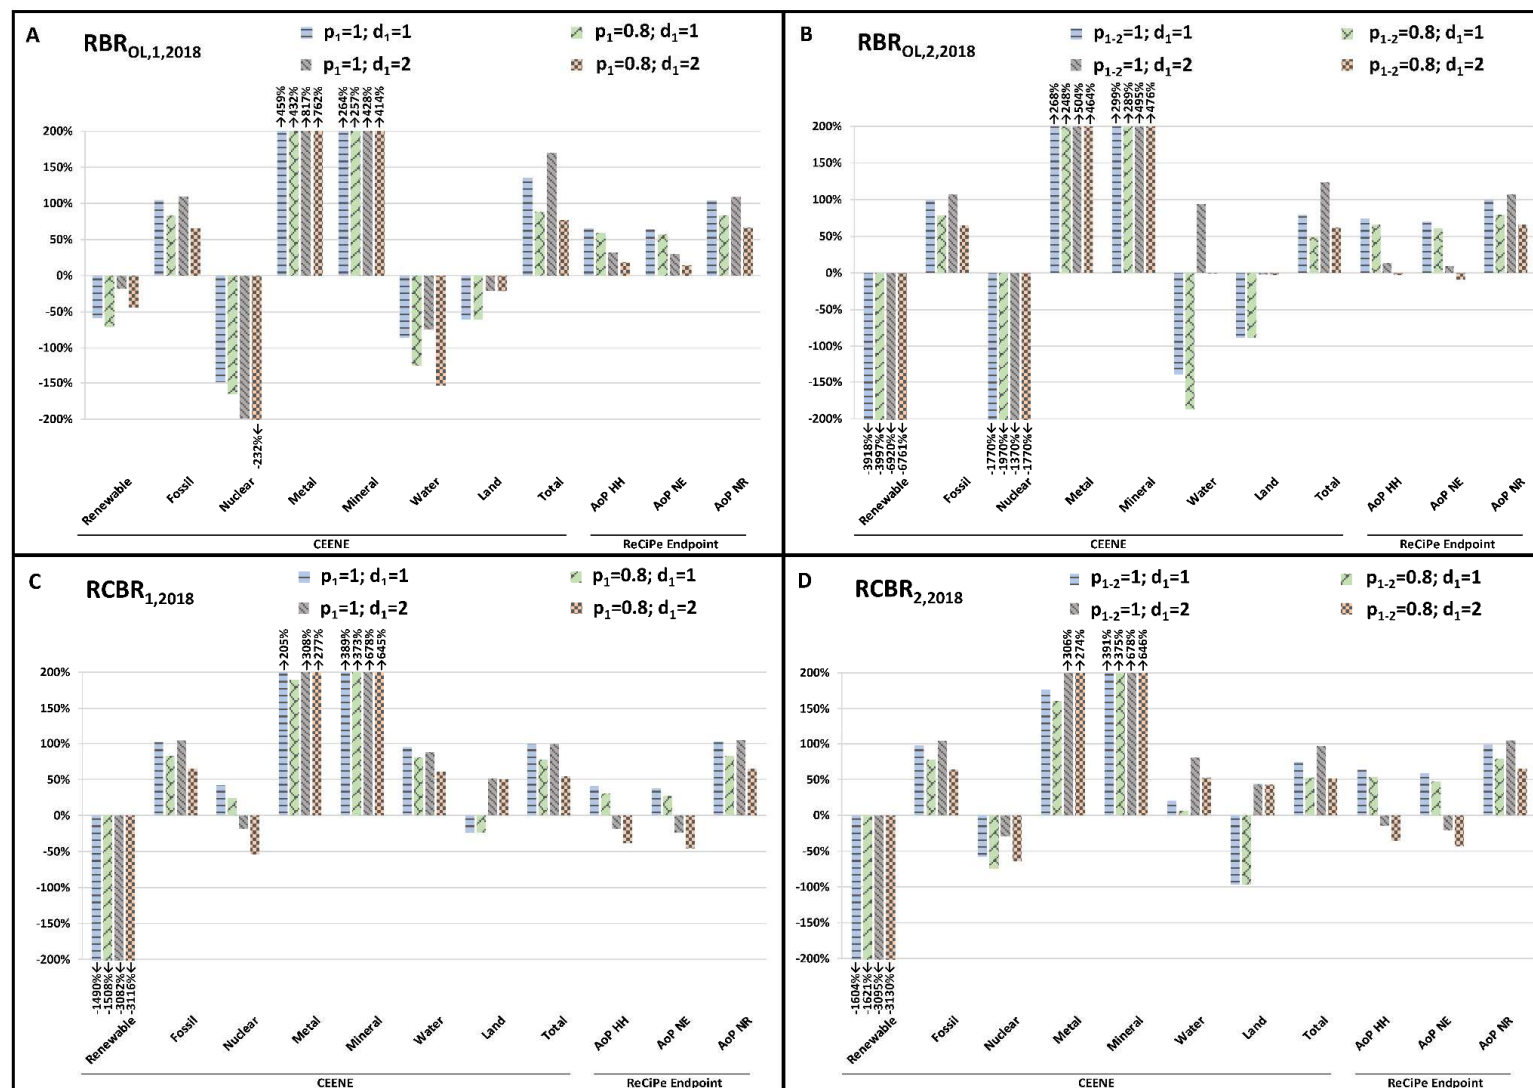 A
RBR OL,1,2018
p1=1; d1=1
p1=0.8; d1=1
p1=1; d1=2
p1=0.8; d1=2
→459%
→432%
→817%
→762%
→264%
→257%
→428%
→414%
200%
150%
100%
50%
0%
-50%
-100%
-150%
-200%
-232%←
Renewable
Fossil
Nuclear
Metal
Mineral
Water
Land
Total
AoP HH
AoP NE
AoP NR
CEENE
ReCiPe Endpoint
B
RBR OL,2,2018
p1-2=1; d1=1
p1-2=0.8; d1=1
p1-2=1; d1=2
p1-2=0.8; d1=2
→268%
→248%
→504%
→464%
→299%
→289%
→495%
→476%
200%
150%
100%
50%
0%
-50%
-100%
-150%
-200%
-3918%←
-3997%←
-6920%←
-6761%←
-1770%←
-1970%←
-1370%←
-1770%←
Renewable
Fossil
Nuclear
Metal
Mineral
Water
Land
Total
AoP HH
AoP NE
AoP NR
CEENE
ReCiPe Endpoint
C
RCBR 1,2018
p1=1; d1=1
p1=0.8; d1=1
p1=1; d1=2
p1=0.8; d1=2
→205%
→308%
→277%
→389%
→373%
→678%
→645%
200%
150%
100%
50%
0%
-50%
-100%
-150%
-200%
-1490%←
-1508%←
-3082%←
-3116%←
Renewable
Fossil
Nuclear
Metal
Mineral
Water
Land
Total
AoP HH
AoP NE
AoP NR
CEENE
ReCiPe Endpoint
D
RCBR 2,2018
p1-2=1; d1=1
p1-2=0.8; d1=1
p1-2=1; d1=2
p1-2=0.8; d1=2
→306%
→274%
→391%
→375%
→678%
→646%
200%
150%
100%
50%
0%
-50%
-100%
-150%
-200%
-1604%←
-1621%←
-3095%←
-3130%←
Renewable
Fossil
Nuclear
Metal
Mineral
Water
Land
Total
AoP HH
AoP NE
AoP NR
CEENE
ReCiPe Endpoint